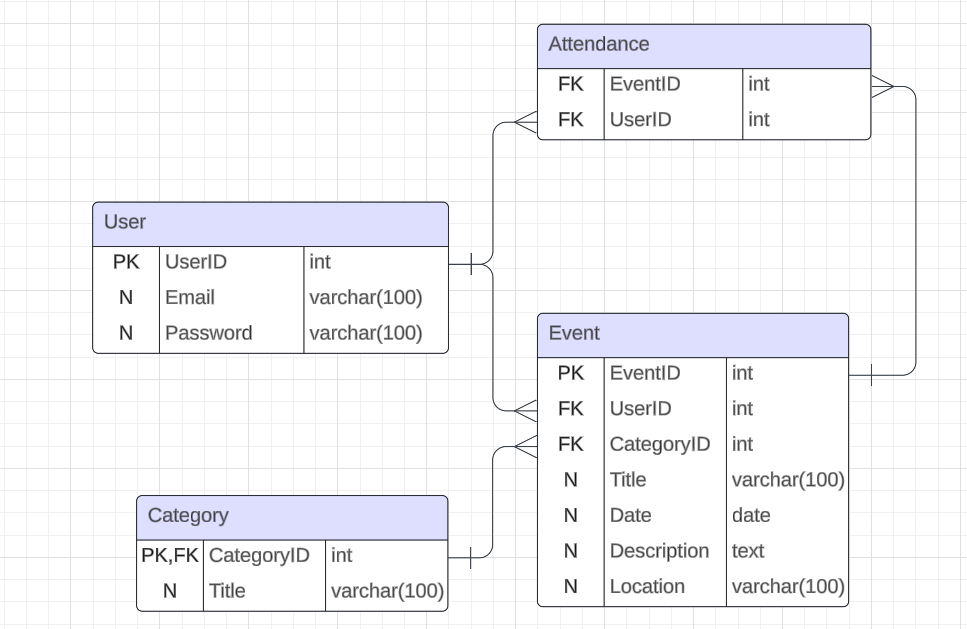 Attendance
FK EventID int
FK UserID int
User
PK UserID int
N Email varchar(100)
N Password varchar(100)
Event
PK EventID int
FK UserID int
FK CategoryID int
N Title varchar(100)
N Date date
N Description text
N Location varchar(100)
Category
PK,FK CategoryID int
N Title varchar(100)